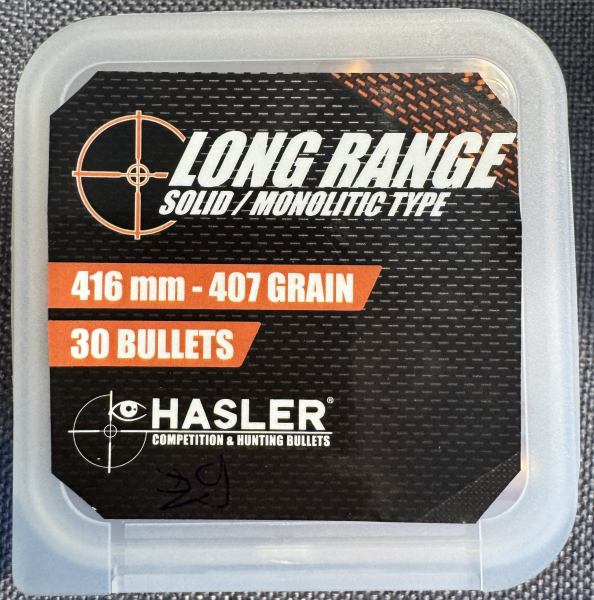 LONG RANGE
SOLID / MONOLITIC TYPE
416 mm - 407 GRAIN
30 BULLETS
HASLER®
COMPETITION & HUNTING BULLETS